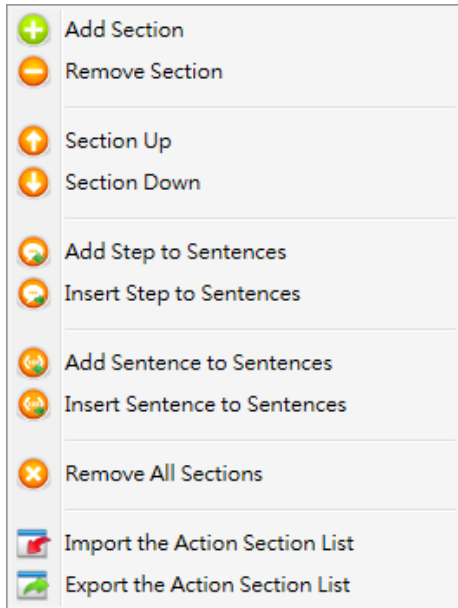 Add Section
Remove Section
Section Up
Section Down
Add Step to Sentences
Insert Step to Sentences
Add Sentence to Sentences
Insert Sentence to Sentences
Remove All Sections
Import the Action Section List
Export the Action Section List